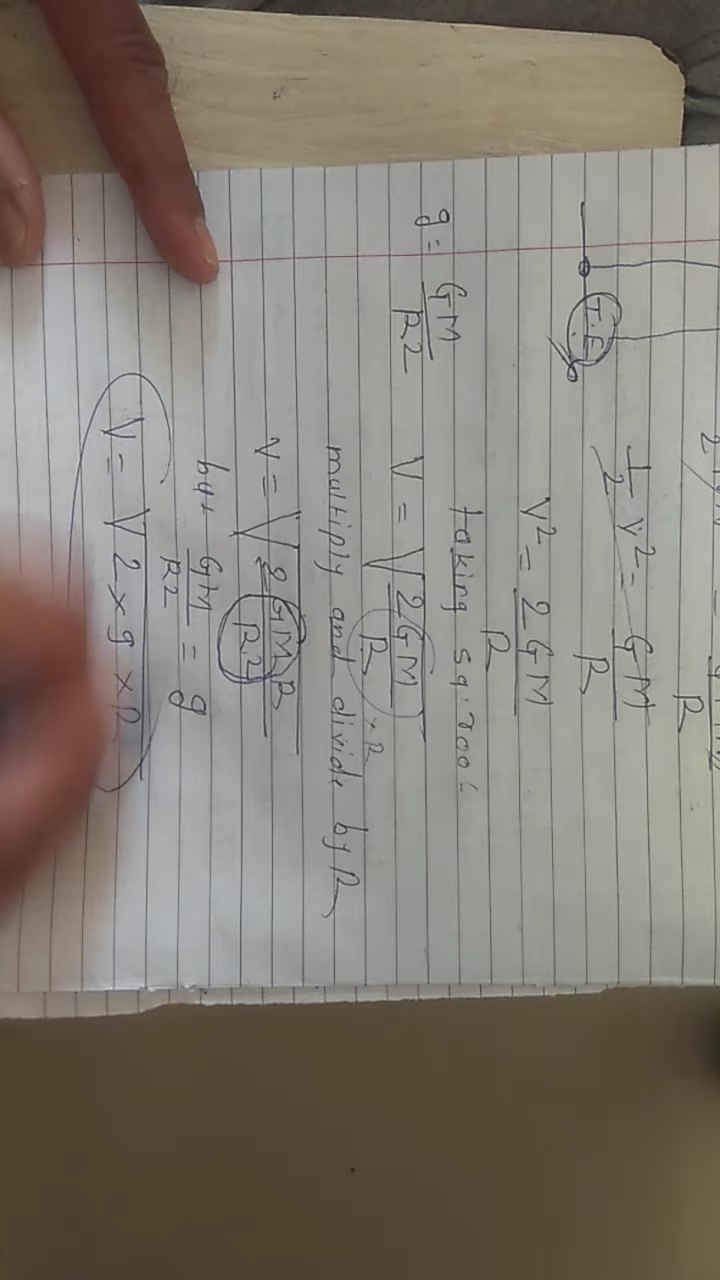 T.E
1/2 V² = GM/R
V² = 2GM/R
taking sq. root
g = GM/R2
V = √2GM/R × R
multiply and divide by R
V = √2GMR/R2
but GM/R2 = g
V = √2×g×R